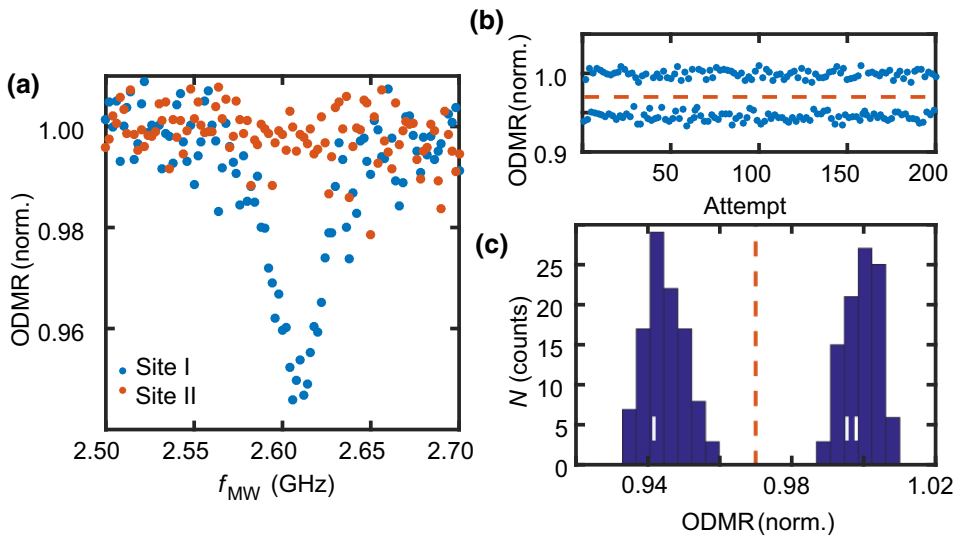 (a)
ODMR (norm.)
1.00
0.98
0.96
Site I
Site II
2.50 2.55 2.60 2.65 2.70
f MW (GHz)
(b)
ODMR (norm.)
1.0
0.9
50 100 150 200
Attempt
(c)
N (counts)
25
20
15
10
5
0
0.94 0.98 1.02
ODMR (norm.)